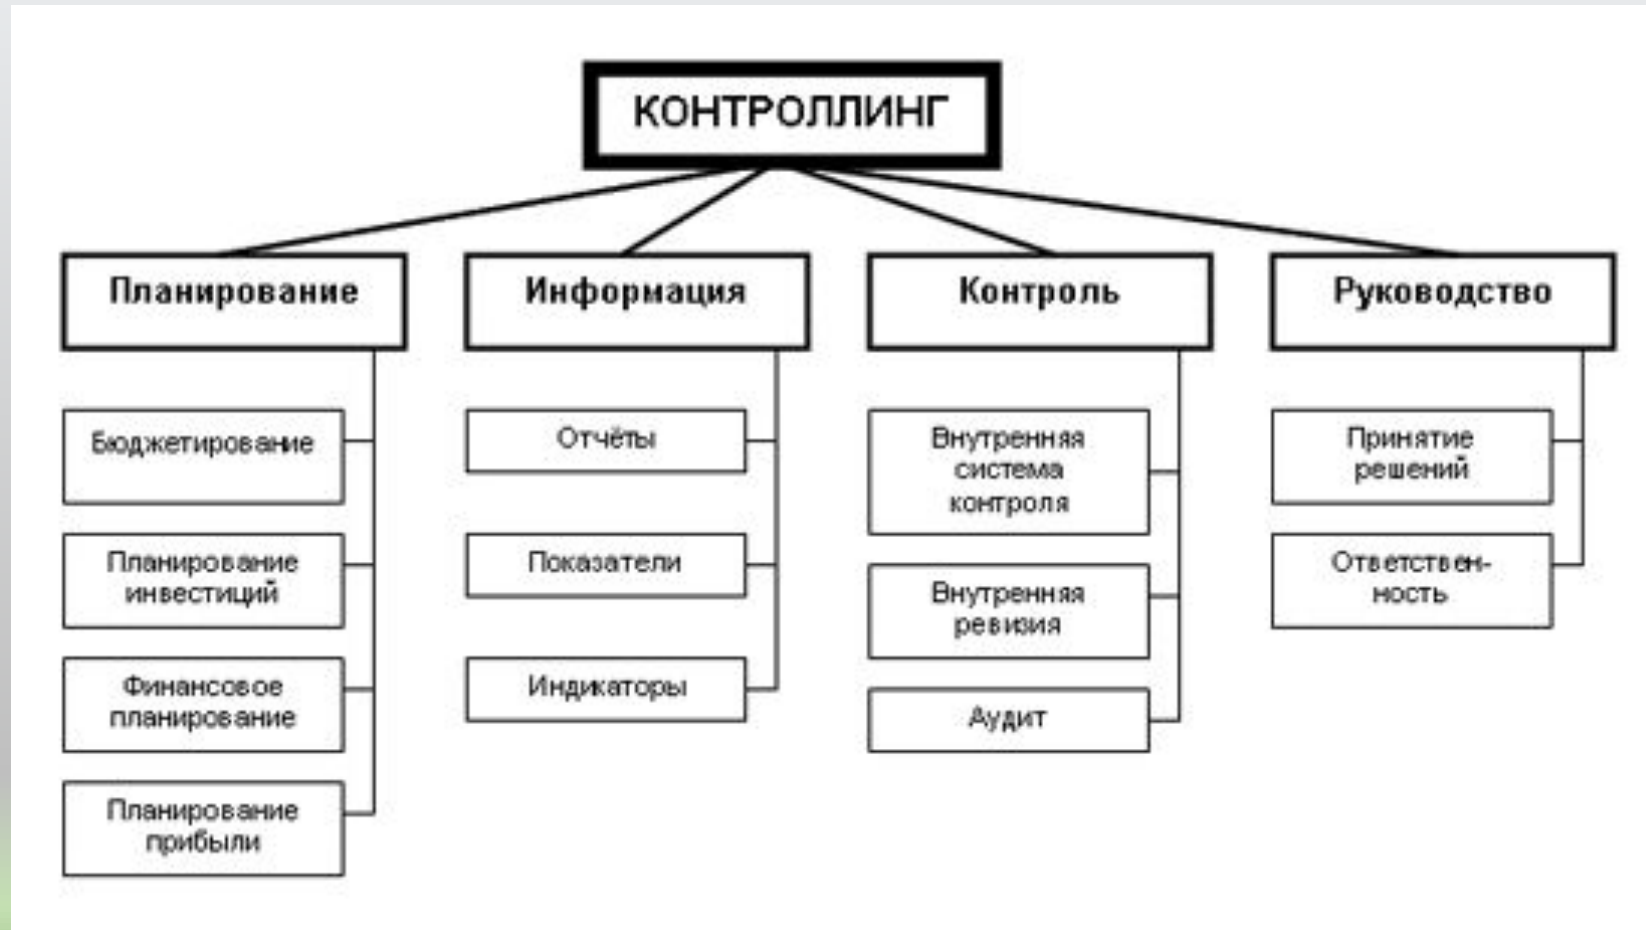 КОНТРОЛЛИНГ
Планирование
Бюджетирование
Планирование
инвестиций
Финансовое
планирование
Планирование
прибыли
Информация
Отчёты
Показатели
Индикаторы
Контроль
Внутренняя
система
контроля
Внутренняя
ревизия
Аудит
Руководство
Принятие
решений
Ответствен-
ность